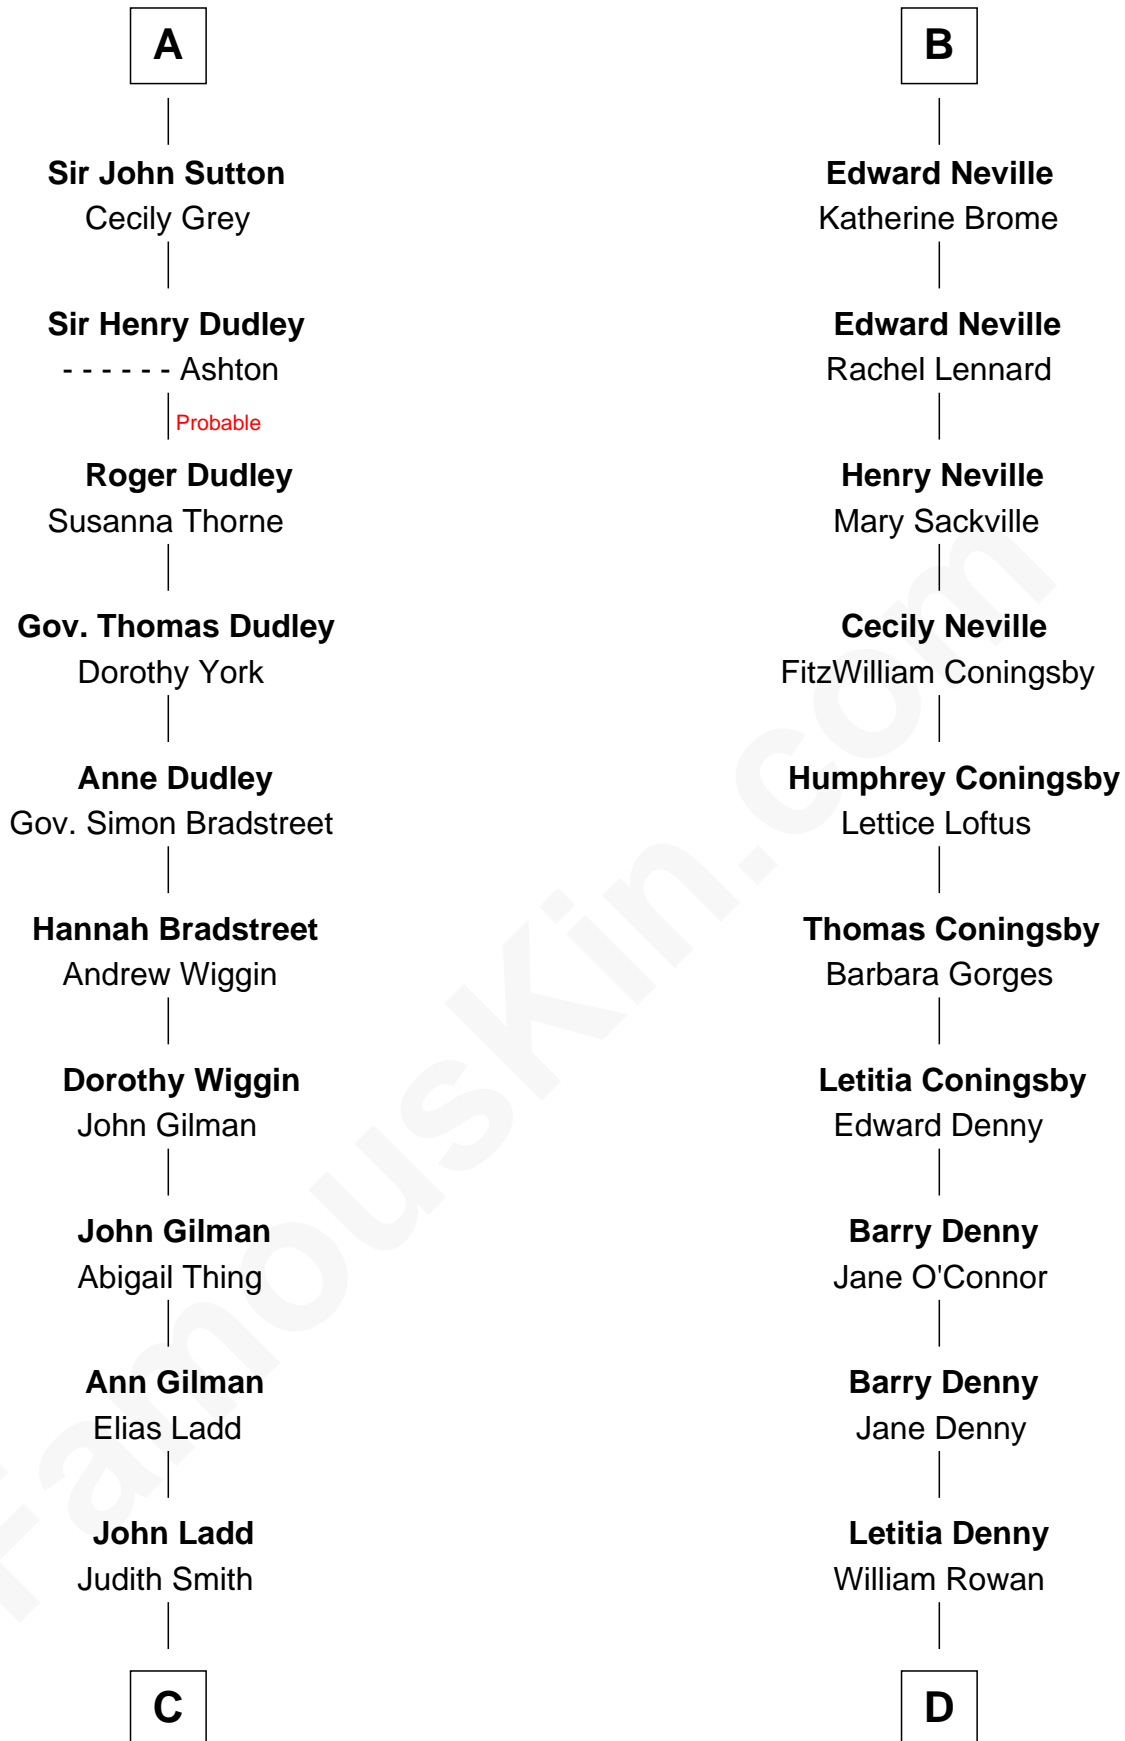 A
Sir John Sutton
Cecily Grey
Sir Henry Dudley
- - - - - - Ashton
Probable
Roger Dudley
Susanna Thorne
Gov. Thomas Dudley
Dorothy York
Anne Dudley
Gov. Simon Bradstreet
Hannah Bradstreet
Andrew Wiggin
Dorothy Wiggin
John Gilman
John Gilman
Abigail Thing
Ann Gilman
Elias Ladd
John Ladd
Judith Smith
C
B
Edward Neville
Katherine Brome
Edward Neville
Rachel Lennard
Henry Neville
Mary Sackville
Cecily Neville
FitzWilliam Coningsby
Humphrey Coningsby
Lettice Loftus
Thomas Coningsby
Barbara Gorges
Letitia Coningsby
Edward Denny
Barry Denny
Jane O'Connor
Barry Denny
Jane Denny
Letitia Denny
William Rowan
D
FamousKin.com